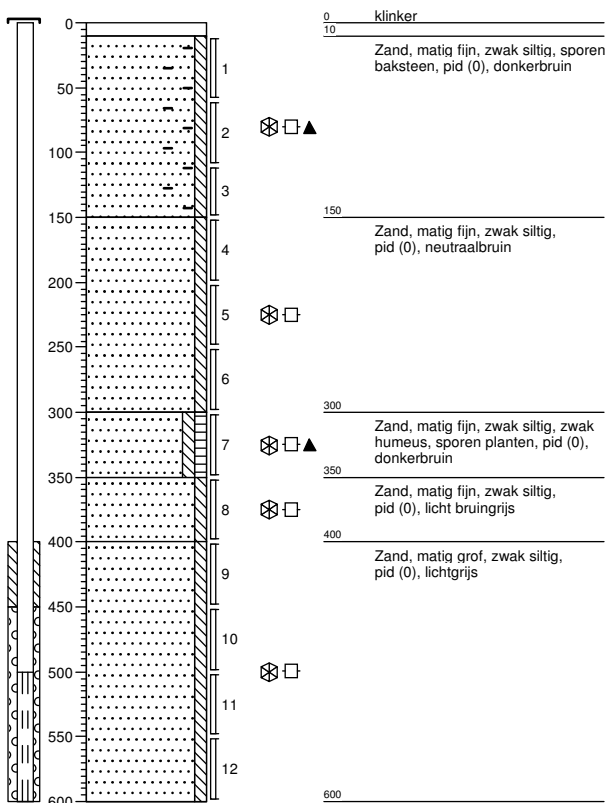 0
50
100
150
200
250
300
350
400
450
500
550
600
1
2
3
4
5
6
7
8
9
10
11
12
0 klinker
10
Zand, matig fijn, zwak siltig, sporen
baksteen, pid (0), donkerbruin
150
Zand, matig fijn, zwak siltig,
pid (0), neutraalbruin
300
Zand, matig fijn, zwak siltig, zwak
humeus, sporen planten, pid (0),
donkerbruin
350
Zand, matig fijn, zwak siltig,
pid (0), licht bruingrijs
400
Zand, matig grof, zwak siltig,
pid (0), lichtgrijs
600